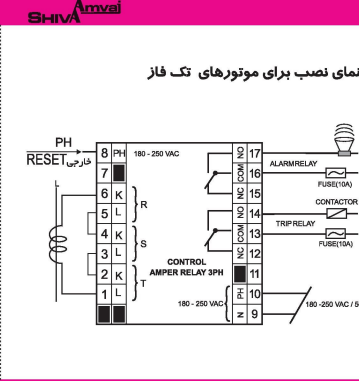 SHIVA Amvaj
نمای نصب برای موتورهای تک فاز
PH
RESET خارجی
8 PH
7
6 K
5 L
4 K
3 L
2 K
1 L
R
S
T
180 - 250 VAC
CONTROL
AMPER RELAY 3PH
180 - 250 VAC
NO 17
COM 16
NC 15
NO 14
COM 13
NC 12
11
PH 10
N 9
ALARM RELAY
FUSE(10A)
CONTACTOR
TRIP RELAY
FUSE(10A)
180 -250 VAC / 5